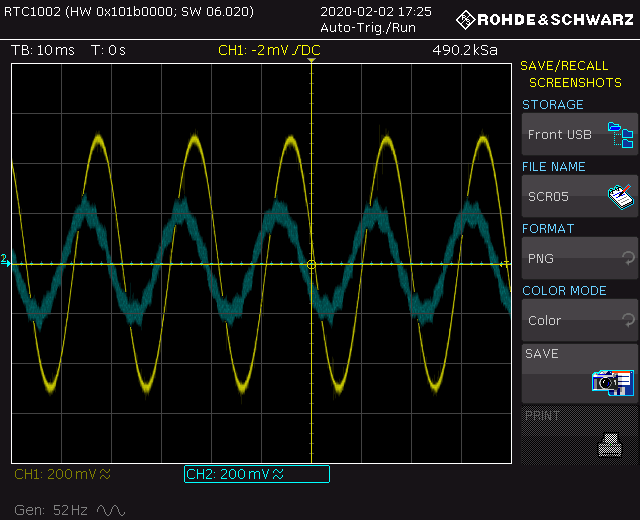 RTC1002 (HW 0x101b0000; SW 06.020)
2020-02-02 17:25
Auto-Trig./Run
ROHDE&SCHWARZ
TB: 10 ms T: 0 s CH1: -2 mV / DC 490.2 kSa
SAVE/RECALL
SCREENSHOTS
STORAGE
Front USB
FILE NAME
SCR05
FORMAT
PNG
COLOR MODE
Color
SAVE
PRINT
2
T
CH1: 200 mV ≈
CH2: 200 mV ≈
Gen: 52 Hz